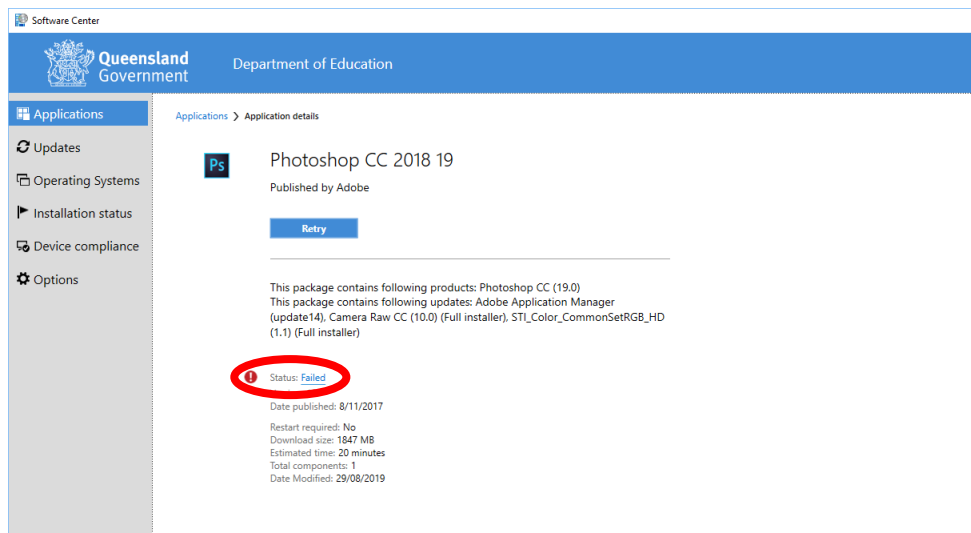 Software Center
Queensland
Government
Department of Education
Applications
Updates
Operating Systems
Installation status
Device compliance
Options
Applications > Application details
Ps
Photoshop CC 2018 19
Published by Adobe
Retry
This package contains following products: Photoshop CC (19.0)
This package contains following updates: Adobe Application Manager
(update14), Camera Raw CC (10.0) (Full installer), STI_Color_CommonSetRGB_HD
(1.1) (Full installer)
Status: Failed
Date published: 8/11/2017
Restart required: No
Download size: 1847 MB
Estimated time: 20 minutes
Total components: 1
Date Modified: 29/08/2019